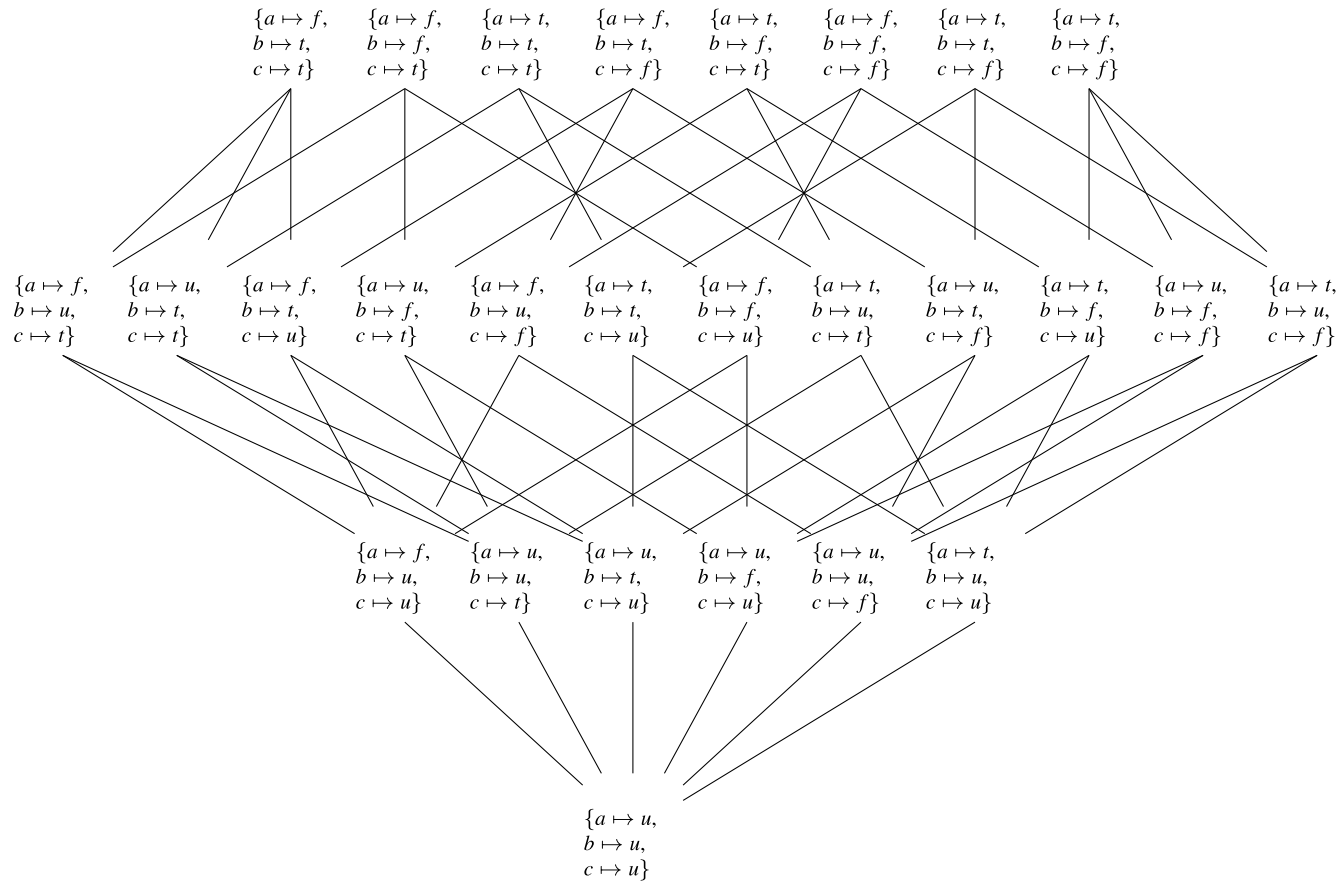 {a ↦ f, {a ↦ f, {a ↦ t, {a ↦ f, {a ↦ t, {a ↦ f, {a ↦ t, {a ↦ t,
b ↦ t, b ↦ f, b ↦ t, b ↦ t, b ↦ f, b ↦ f, b ↦ t, b ↦ f,
c ↦ t} c ↦ t} c ↦ t} c ↦ f} c ↦ t} c ↦ f} c ↦ f} c ↦ f}
{a ↦ f, {a ↦ u, {a ↦ f, {a ↦ u, {a ↦ f, {a ↦ t, {a ↦ f, {a ↦ t, {a ↦ u, {a ↦ t, {a ↦ u, {a ↦ t,
b ↦ u, b ↦ t, b ↦ t, b ↦ f, b ↦ u, b ↦ t, b ↦ f, b ↦ u, b ↦ t, b ↦ f, b ↦ f, b ↦ u,
c ↦ t} c ↦ t} c ↦ u} c ↦ t} c ↦ f} c ↦ u} c ↦ u} c ↦ t} c ↦ f} c ↦ u} c ↦ f} c ↦ f}
{a ↦ f, {a ↦ u, {a ↦ u, {a ↦ u, {a ↦ u, {a ↦ t,
b ↦ u, b ↦ u, b ↦ t, b ↦ f, b ↦ u, b ↦ u,
c ↦ u} c ↦ t} c ↦ u} c ↦ u} c ↦ f} c ↦ u}
{a ↦ u,
b ↦ u,
c ↦ u}